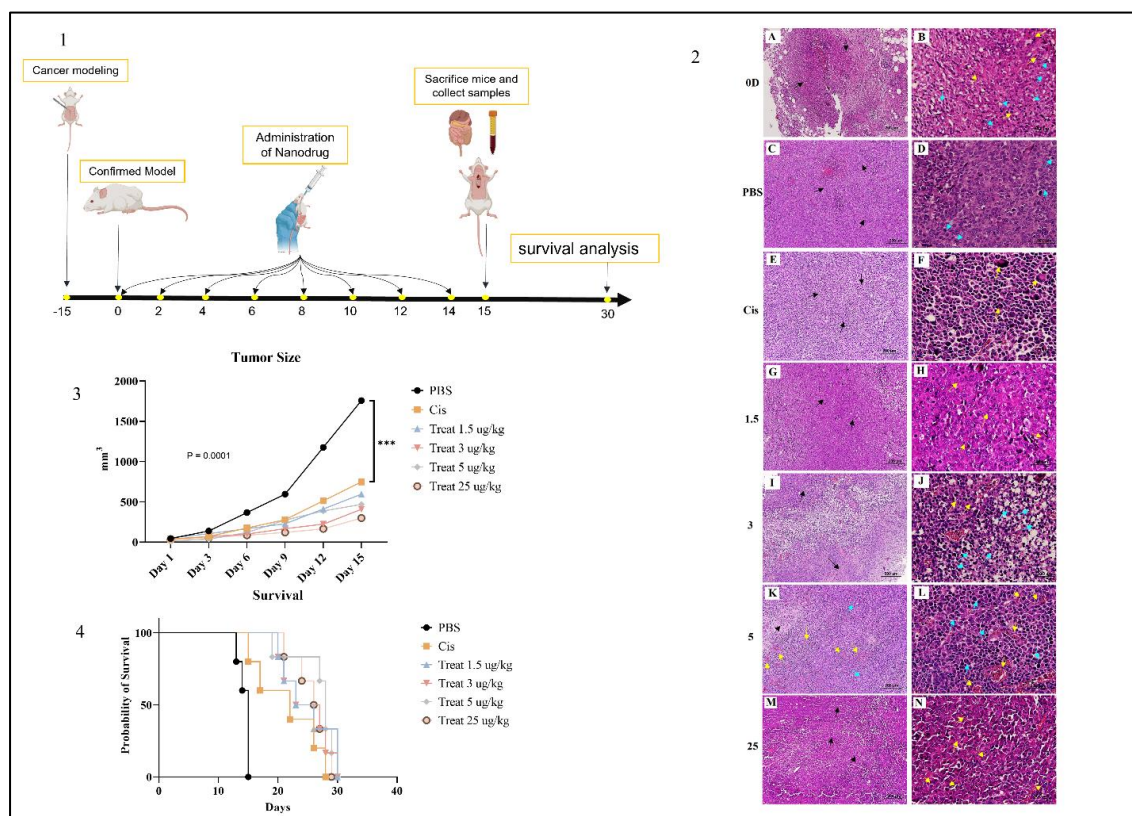 1
Cancer modeling
Confirmed Model
Administration
of Nanodrug
Sacrifice mice and
collect samples
survival analysis
-15 0 2 4 6 8 10 12 14 15 30
2
0D
A
B
PBS
C
D
Cis
E
F
1.5
G
H
3
I
J
5
K
L
25
M
N
3
Tumor Size
mm³
2000
1500
1000
500
0
P = 0.0001
***
Day 1 Day 3 Day 6 Day 9 Day 12 Day 15
PBS
Cis
Treat 1.5 ug/kg
Treat 3 ug/kg
Treat 5 ug/kg
Treat 25 ug/kg
4
Survival
Probability of Survival
100
50
0
0 10 20 30 40
Days
PBS
Cis
Treat 1.5 ug/kg
Treat 3 ug/kg
Treat 5 ug/kg
Treat 25 ug/kg